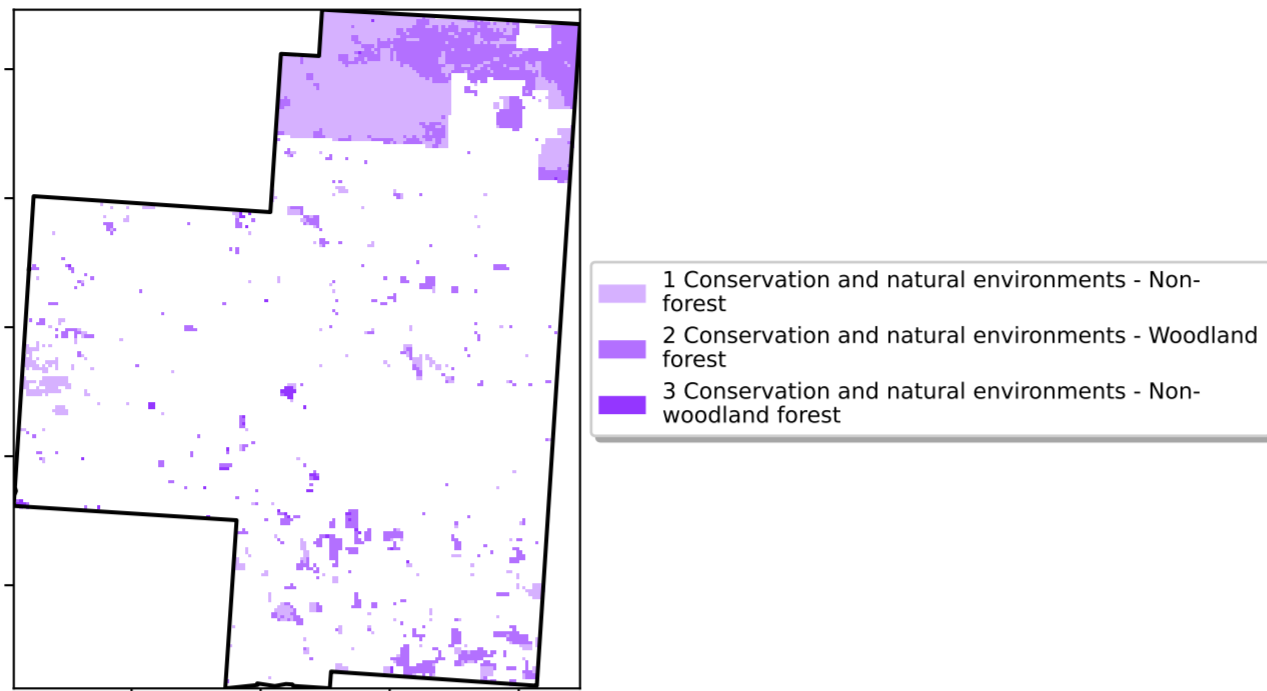 1 Conservation and natural environments - Non-
forest
2 Conservation and natural environments - Woodland
forest
3 Conservation and natural environments - Non-
woodland forest